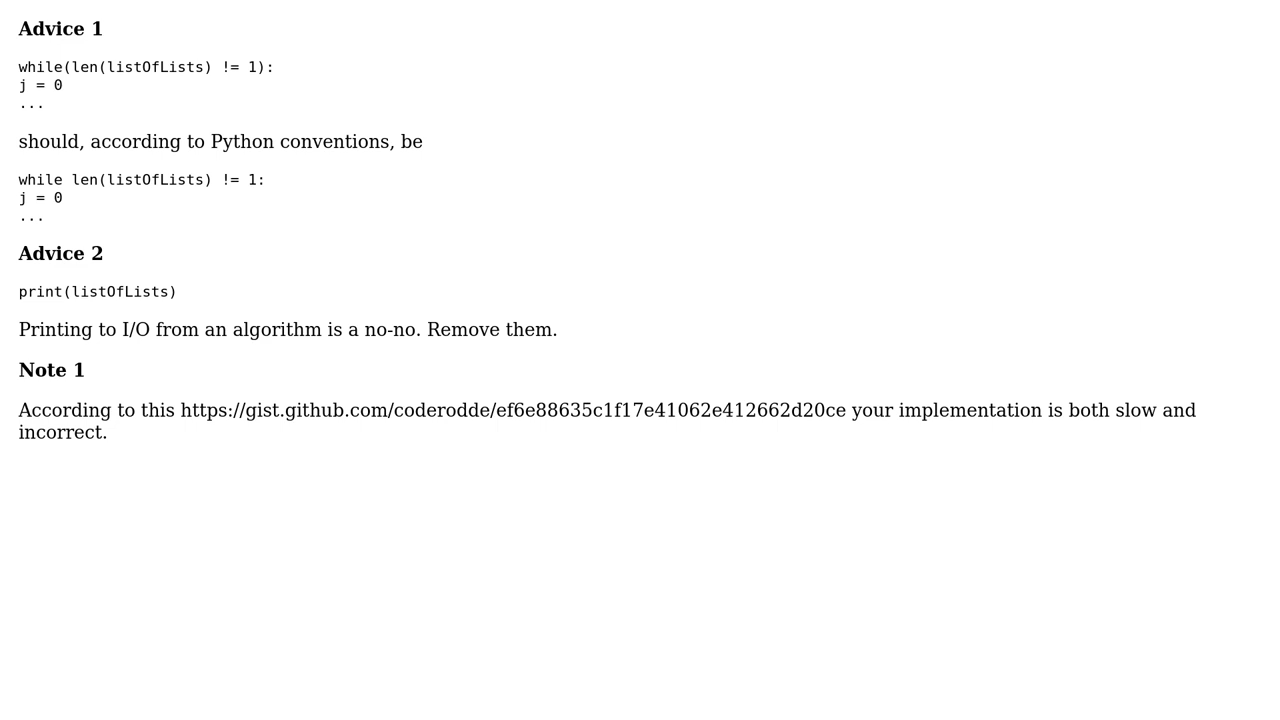 Advice 1
while(len(listOfLists) != 1):
j = 0
...
should, according to Python conventions, be
while len(listOfLists) != 1:
j = 0
...
Advice 2
print(listOfLists)
Printing to I/O from an algorithm is a no-no. Remove them.
Note 1
According to this https://gist.github.com/coderodde/ef6e88635c1f17e41062e412662d20ce your implementation is both slow and
incorrect.